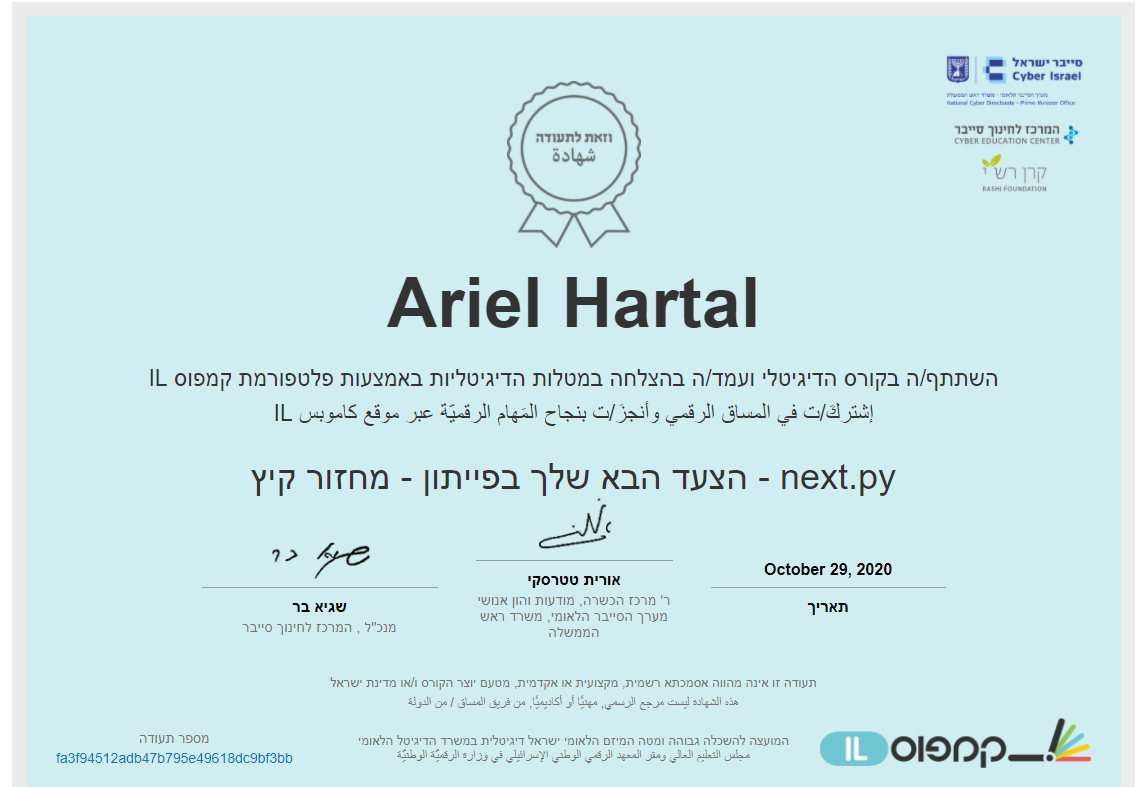 סייבר ישראל
Cyber Israel
מערך הסייבר הלאומי - משרד ראש הממשלה
National Cyber Directorate - Prime Minister Office
המרכז לחינוך סייבר
CYBER EDUCATION CENTER
קרן רש"י
RASHI FOUNDATION
וזאת לתעודה
شهادة
Ariel Hartal
השתתף/ה בקורס הדיגיטלי ועמד/ה בהצלחה במטלות הדיגיטליות באמצעות פלטפורמת קמפוס IL
إشتركَ/ت في المساق الرقمي وأنجزَ/ت بنجاح المَهام الرقميّة عبر موقع كاموبس IL
next.py - הצעד הבא שלך בפייתון - מחזור קיץ
October 29, 2020
תאריך
אורית טטרסקי
ר' מרכז הכשרה, מודעות והון אנושי
מערך הסייבר הלאומי, משרד ראש
הממשלה
שגיא בר
שגיא בר
מנכ"ל , המרכז לחינוך סייבר
תעודה זו אינה מהווה אסמכתא רשמית, מקצועית או אקדמית, מטעם יוצר הקורס ו/או מדינת ישראל
هذه الشهادة ليست مرجع الرسمي, مهنيًا أو أكاديميًا, من فريق المساق / من الدولة
המועצה להשכלה גבוהה ומטה המיזם הלאומי ישראל דיגיטלית במשרד הדיגיטל הלאומי
مجلس التعليم العالي ومقر المعهد الرقمي الوطني الإسرائيلي في وزاره الرقميّة الوطنيّة
מספר תעודה
fa3f94512adb47b795e49618dc9bf3bb
קמפוס IL